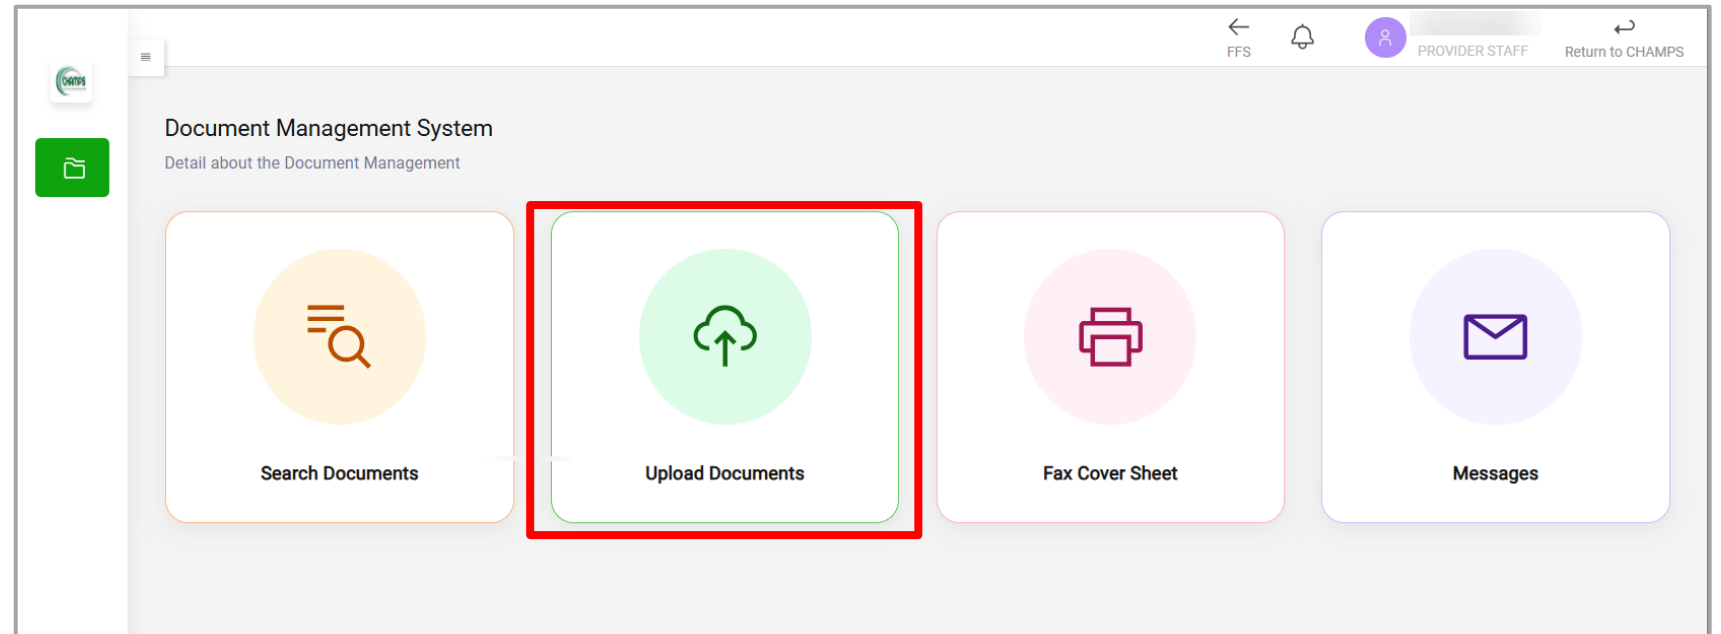 FFS
PROVIDER STAFF
Return to CHAMPS
CHAMPS
Document Management System
Detail about the Document Management
Search Documents
Upload Documents
Fax Cover Sheet
Messages